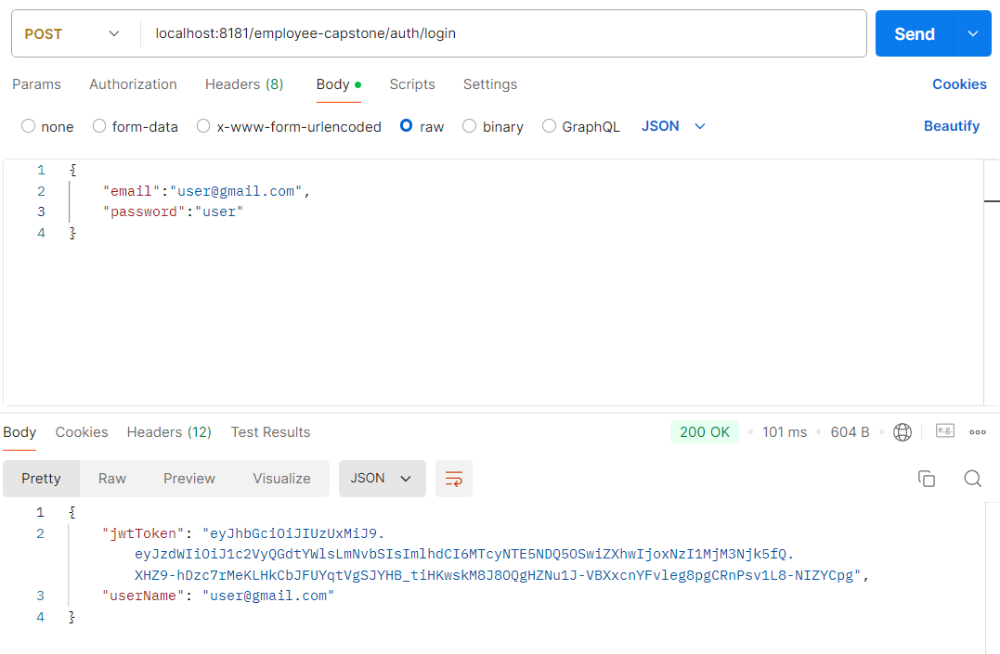 POST localhost:8181/employee-capstone/auth/login Send
Params Authorization Headers (8) Body Scripts Settings Cookies
none form-data x-www-form-urlencoded raw binary GraphQL JSON Beautify
1 {
2 "email":"user@gmail.com",
3 "password":"user"
4 }
Body Cookies Headers (12) Test Results 200 OK 101 ms 604 B e.g.
Pretty Raw Preview Visualize JSON
1 {
2 "jwtToken": "eyJhbGciOiJIUzUxMiJ9.
eyJzdWIiOiJ1c2VyQGdtYWlsLmNvbSIsImlhdCI6MTcyNTE5NDQ5OSwiZXhwIjoxNzI1MjM3Njk5fQ.
XHZ9-hDzc7rMeKLHkCbJFUYqtVgSJYHB_tiHKwskM8J8OQgHZNu1J-VBXxcnYFvleg8pgCRnPsv1L8-NIZYCpg",
3 "userName": "user@gmail.com"
4 }